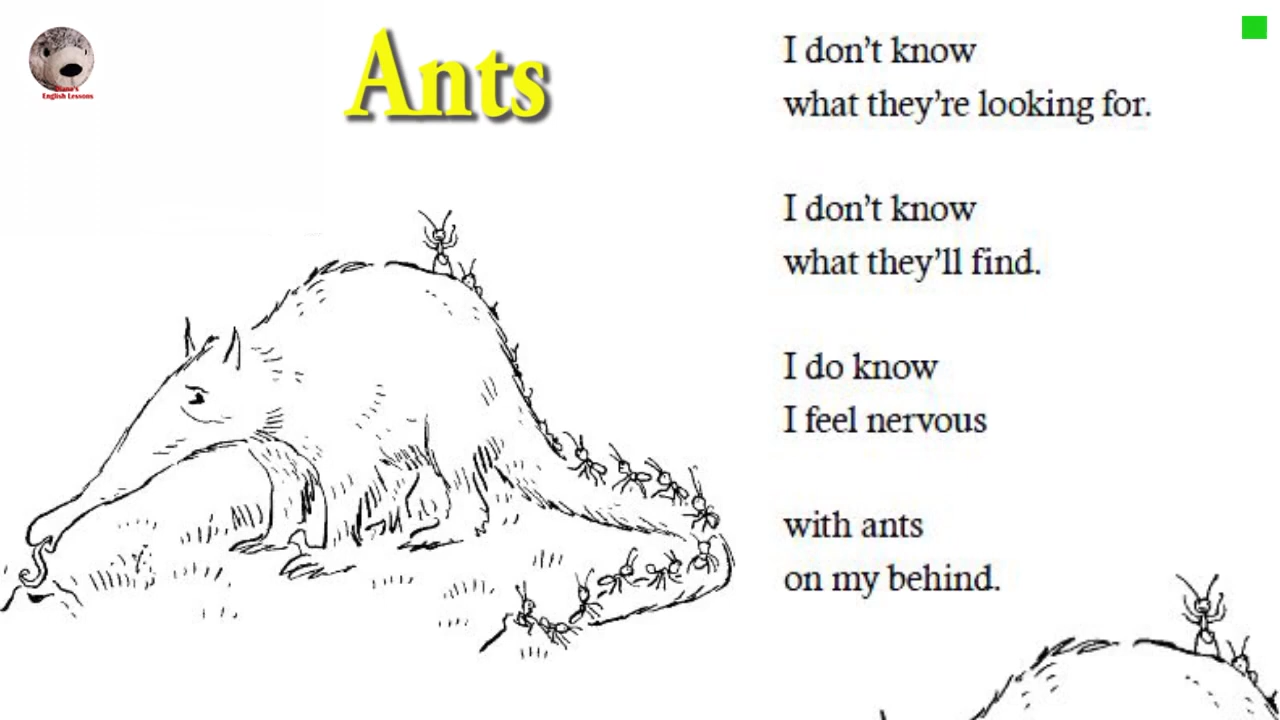 Diane's
English Lessons
Ants
I don't know
what they're looking for.
I don't know
what they'll find.
I do know
I feel nervous
with ants
on my behind.